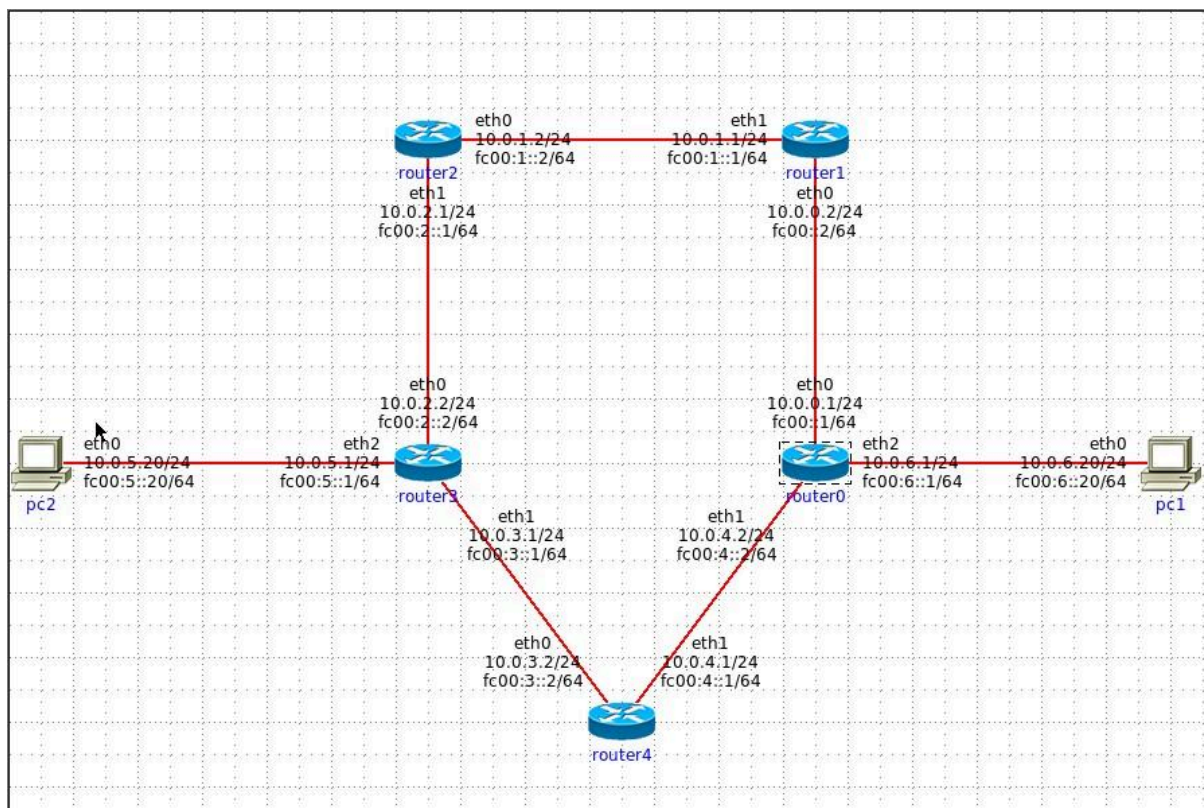 eth0
10.0.1.2/24
fc00:1::2/64
eth1
10.0.1.1/24
fc00:1::1/64
router2
router1
eth1
10.0.2.1/24
fc00:2::1/64
eth0
10.0.0.2/24
fc00::2/64
eth0
10.0.2.2/24
fc00:2::2/64
eth0
10.0.0.1/24
fc00::1/64
eth0
10.0.5.20/24
fc00:5::20/64
eth2
10.0.5.1/24
fc00:5::1/64
eth2
10.0.6.1/24
fc00:6::1/64
eth0
10.0.6.20/24
fc00:6::20/64
pc2
router3
router0
pc1
eth1
10.0.3.1/24
fc00:3::1/64
eth1
10.0.4.2/24
fc00:4::2/64
eth0
10.0.3.2/24
fc00:3::2/64
eth1
10.0.4.1/24
fc00:4::1/64
router4